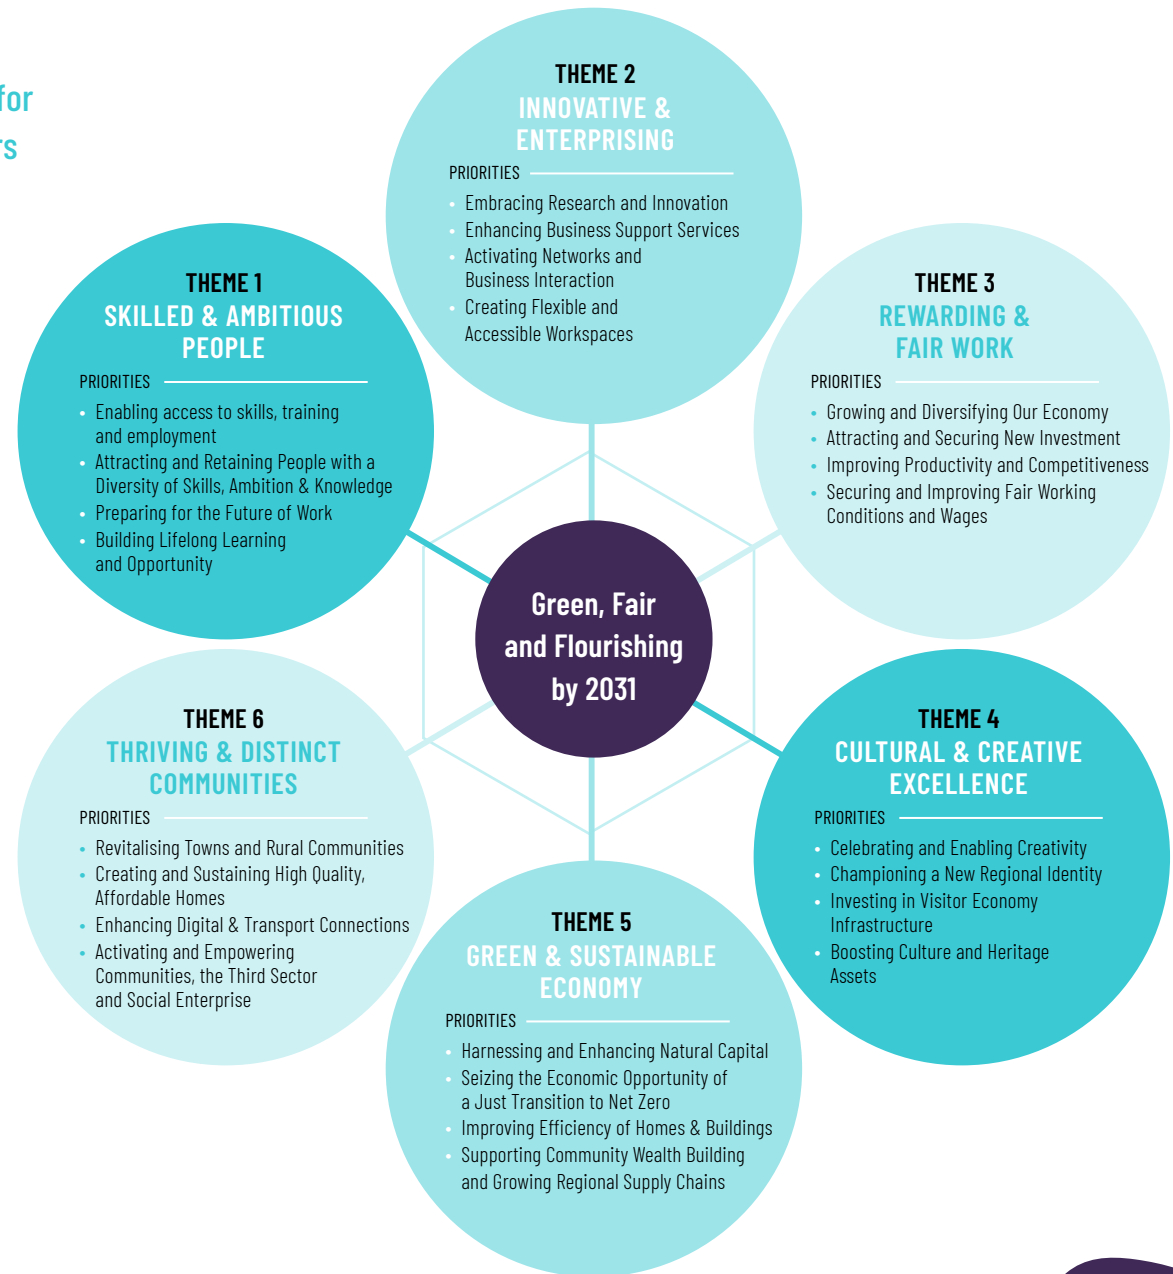 for
THEME 2
INNOVATIVE &
ENTERPRISING
PRIORITIES
• Embracing Research and Innovation
• Enhancing Business Support Services
• Activating Networks and
Business Interaction
• Creating Flexible and
Accessible Workspaces
THEME 1
SKILLED & AMBITIOUS
PEOPLE
PRIORITIES
• Enabling access to skills, training
and employment
• Attracting and Retaining People with a
Diversity of Skills, Ambition & Knowledge
• Preparing for the Future of Work
• Building Lifelong Learning
and Opportunity
THEME 3
REWARDING &
FAIR WORK
PRIORITIES
• Growing and Diversifying Our Economy
• Attracting and Securing New Investment
• Improving Productivity and Competitiveness
• Securing and Improving Fair Working
Conditions and Wages
Green, Fair
and Flourishing
by 2031
THEME 6
THRIVING & DISTINCT
COMMUNITIES
PRIORITIES
• Revitalising Towns and Rural Communities
• Creating and Sustaining High Quality,
Affordable Homes
• Enhancing Digital & Transport Connections
• Activating and Empowering
Communities, the Third Sector
and Social Enterprise
THEME 4
CULTURAL & CREATIVE
EXCELLENCE
PRIORITIES
• Celebrating and Enabling Creativity
• Championing a New Regional Identity
• Investing in Visitor Economy
Infrastructure
• Boosting Culture and Heritage
Assets
THEME 5
GREEN & SUSTAINABLE
ECONOMY
PRIORITIES
• Harnessing and Enhancing Natural Capital
• Seizing the Economic Opportunity of
a Just Transition to Net Zero
• Improving Efficiency of Homes & Buildings
• Supporting Community Wealth Building
and Growing Regional Supply Chains